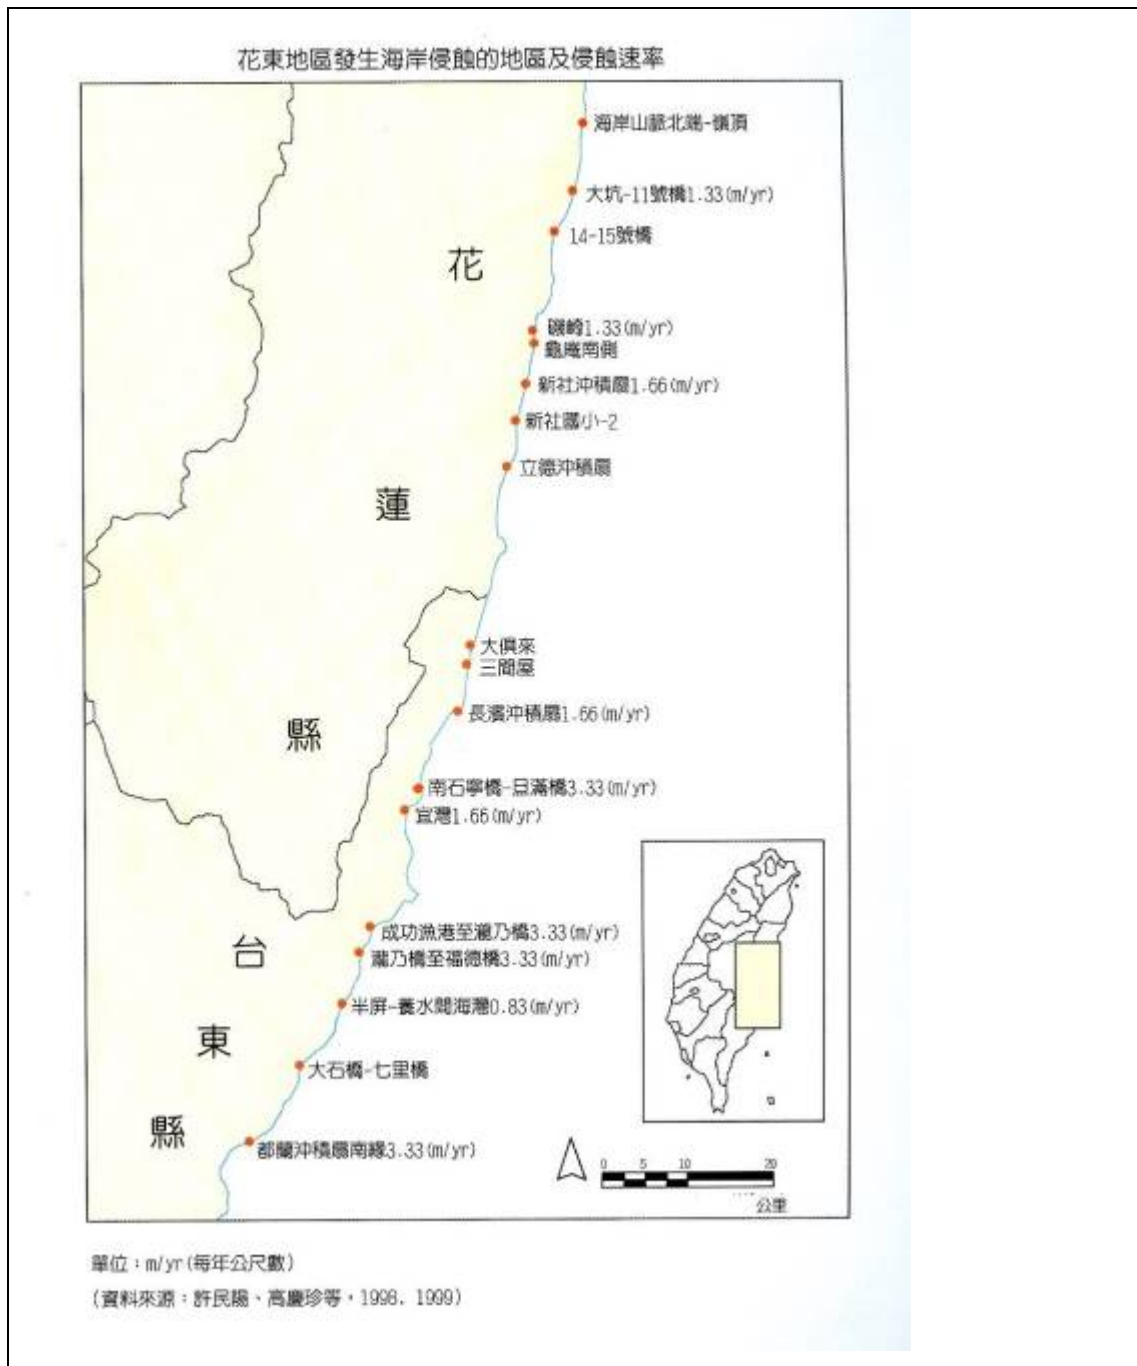 花東地區發生海岸侵蝕的地區及侵蝕速率
海岸山脈北端-嶺頂
大坑-11號橋1.33(m/yr)
14-15號橋
花
磯崎1.33(m/yr)
龜庵南側
新社沖積扇1.66(m/yr)
新社國小-2
立德沖積扇
蓮
大俱來
三間屋
長濱沖積扇1.66(m/yr)
縣
南石寧橋-旦滿橋3.33(m/yr)
宜灣1.66(m/yr)
成功漁港至瀧乃橋3.33(m/yr)
台
瀧乃橋至福德橋3.33(m/yr)
半屏-養水間海灣0.83(m/yr)
東
大石橋-七里橋
縣
都蘭沖積扇南緣3.33(m/yr)
0 5 10 20
公里
單位：m/yr(每年公尺數)
(資料來源：許民陽、高慶珍等，1998. 1999)